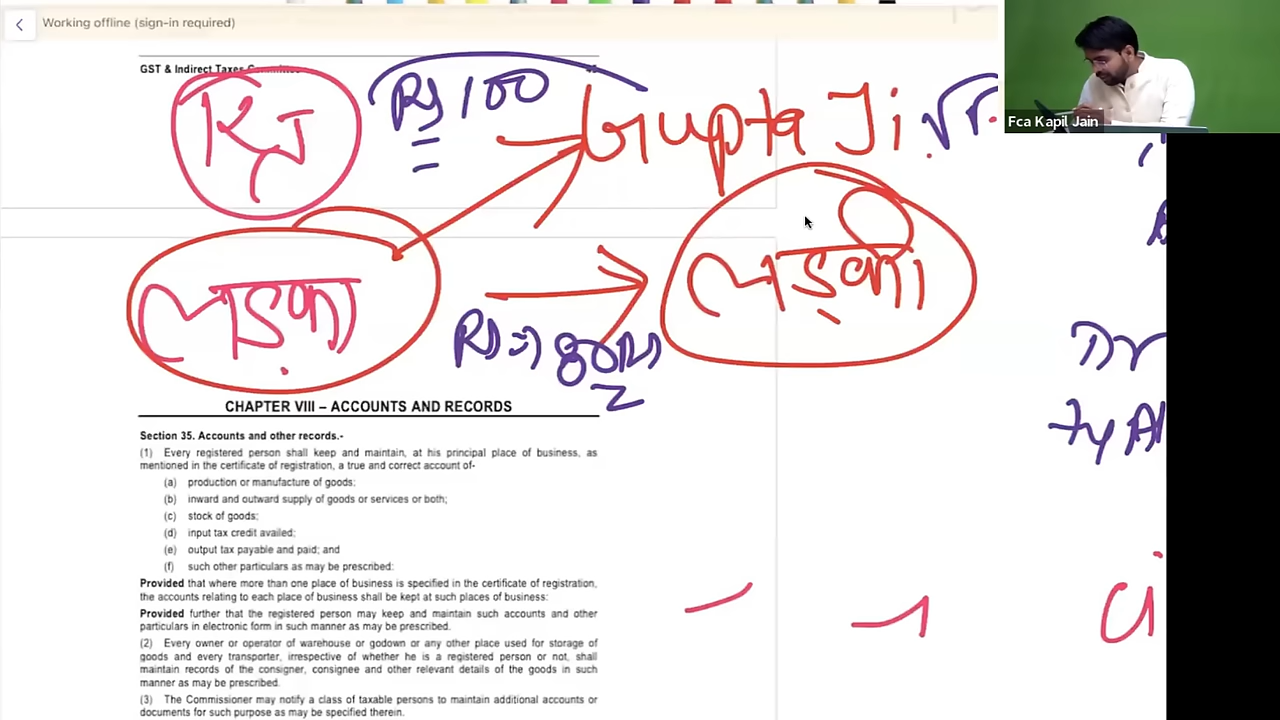 Working offline (sign-in required)
Fca Kapil Jain
GST & Indirect Taxes Committee
KJ
Rs 100
Gupta Ji
लड़का
लड़की
CHAPTER VIII – ACCOUNTS AND RECORDS
Section 35. Accounts and other records.-
(1) Every registered person shall keep and maintain, at his principal place of business, as
mentioned in the certificate of registration, a true and correct account of-
(a) production or manufacture of goods;
(b) inward and outward supply of goods or services or both;
(c) stock of goods;
(d) input tax credit availed;
(e) output tax payable and paid; and
(f) such other particulars as may be prescribed:
Provided that where more than one place of business is specified in the certificate of registration,
the accounts relating to each place of business shall be kept at such places of business:
Provided further that the registered person may keep and maintain such accounts and other
particulars in electronic form in such manner as may be prescribed.
(2) Every owner or operator of warehouse or godown or any other place used for storage of
goods and every transporter, irrespective of whether he is a registered person or not, shall
maintain records of the consigner, consignee and other relevant details of the goods in such
manner as may be prescribed.
(3) The Commissioner may notify a class of taxable persons to maintain additional accounts or
documents for such purpose as may be specified therein.